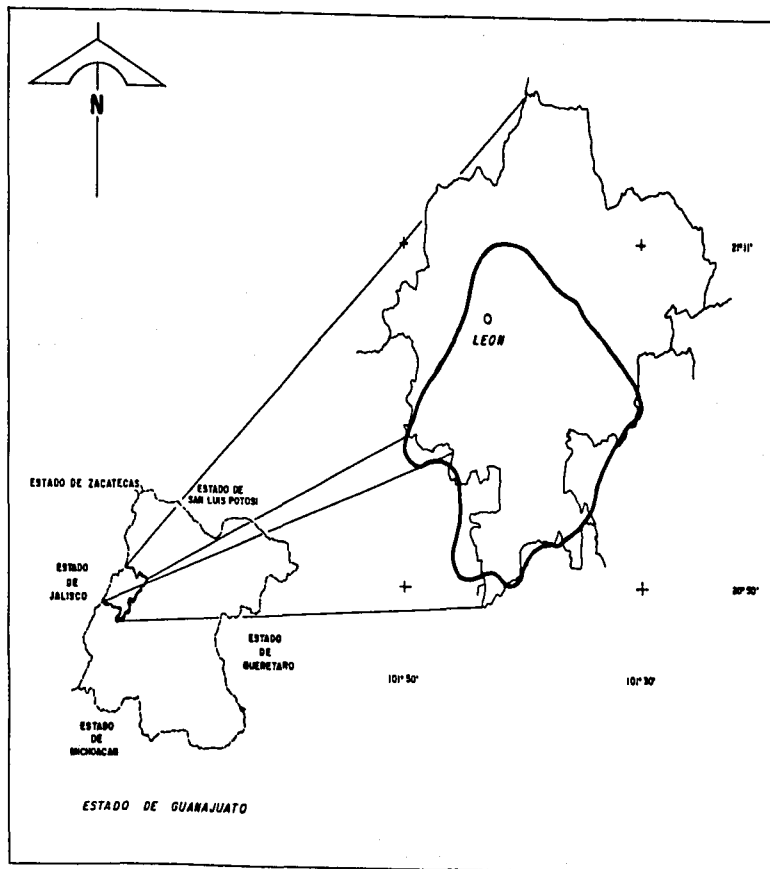 N
21°11'
LEON
ESTADO DE ZACATECAS
ESTADO DE
SAN LUIS POTOSI
ESTADO
DE
JALISCO
20°50'
ESTADO
DE
QUERETARO
101°50'
101°30'
ESTADO
DE
MICHOACAN
ESTADO DE GUANAJUATO